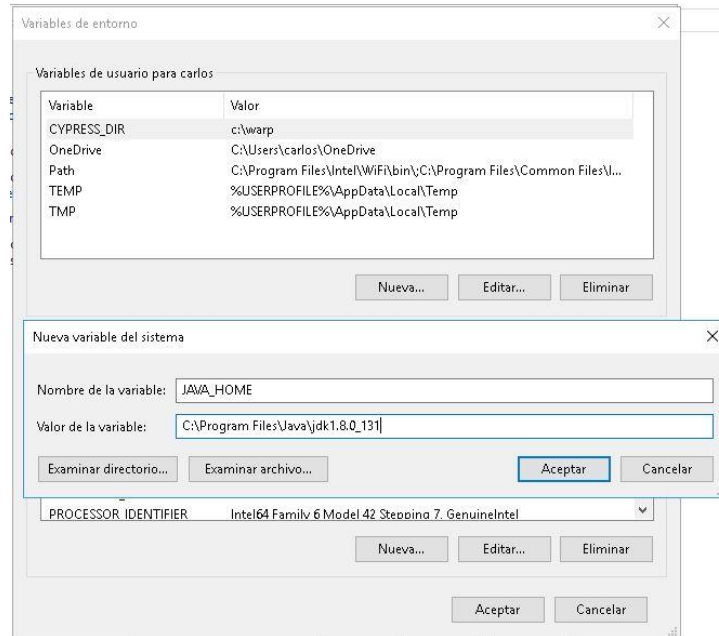 Variables de entorno
Variables de usuario para carlos
Variable Valor
CYPRESS_DIR c:\warp
OneDrive C:\Users\carlos\OneDrive
Path C:\Program Files\Intel\WiFi\bin\;C:\Program Files\Common Files\I...
TEMP %USERPROFILE%\AppData\Local\Temp
TMP %USERPROFILE%\AppData\Local\Temp
Nueva... Editar... Eliminar
Nueva variable del sistema
Nombre de la variable: JAVA_HOME
Valor de la variable: C:\Program Files\Java\jdk1.8.0_131
Examinar directorio... Examinar archivo... Aceptar Cancelar
PROCESSOR_IDENTIFIER Intel64 Family 6 Model 42 Stepping 7, GenuineIntel
Nueva... Editar... Eliminar
Aceptar Cancelar